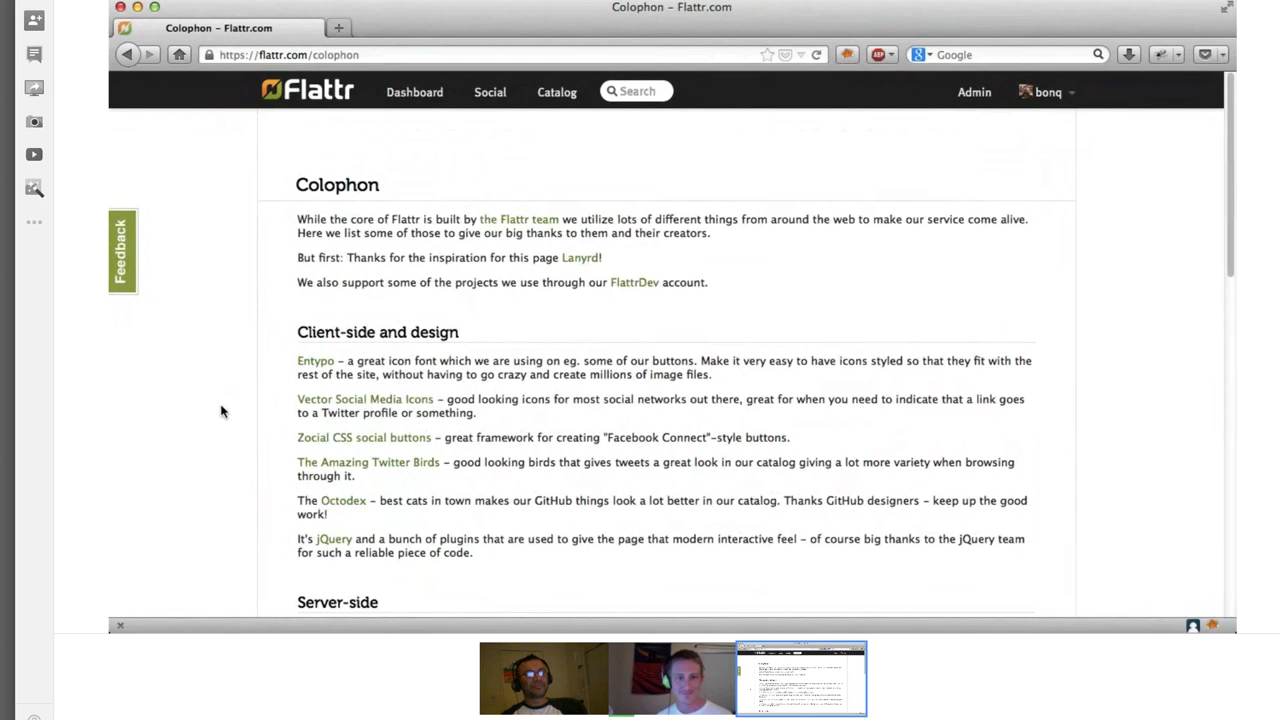 Colophon – Flattr.com
Colophon – Flattr.com
https://flattr.com/colophon
Google
Flattr
Dashboard
Social
Catalog
Search
Admin
bonq
Feedback
Colophon
While the core of Flattr is built by the Flattr team we utilize lots of different things from around the web to make our service come alive.
Here we list some of those to give our big thanks to them and their creators.
But first: Thanks for the inspiration for this page Lanyrd!
We also support some of the projects we use through our FlattrDev account.
Client-side and design
Entypo – a great icon font which we are using on eg. some of our buttons. Make it very easy to have icons styled so that they fit with the
rest of the site, without having to go crazy and create millions of image files.
Vector Social Media Icons – good looking icons for most social networks out there, great for when you need to indicate that a link goes
to a Twitter profile or something.
Zocial CSS social buttons – great framework for creating "Facebook Connect"-style buttons.
The Amazing Twitter Birds – good looking birds that gives tweets a great look in our catalog giving a lot more variety when browsing
through it.
The Octodex – best cats in town makes our GitHub things look a lot better in our catalog. Thanks GitHub designers – keep up the good
work!
It's jQuery and a bunch of plugins that are used to give the page that modern interactive feel – of course big thanks to the jQuery team
for such a reliable piece of code.
Server-side